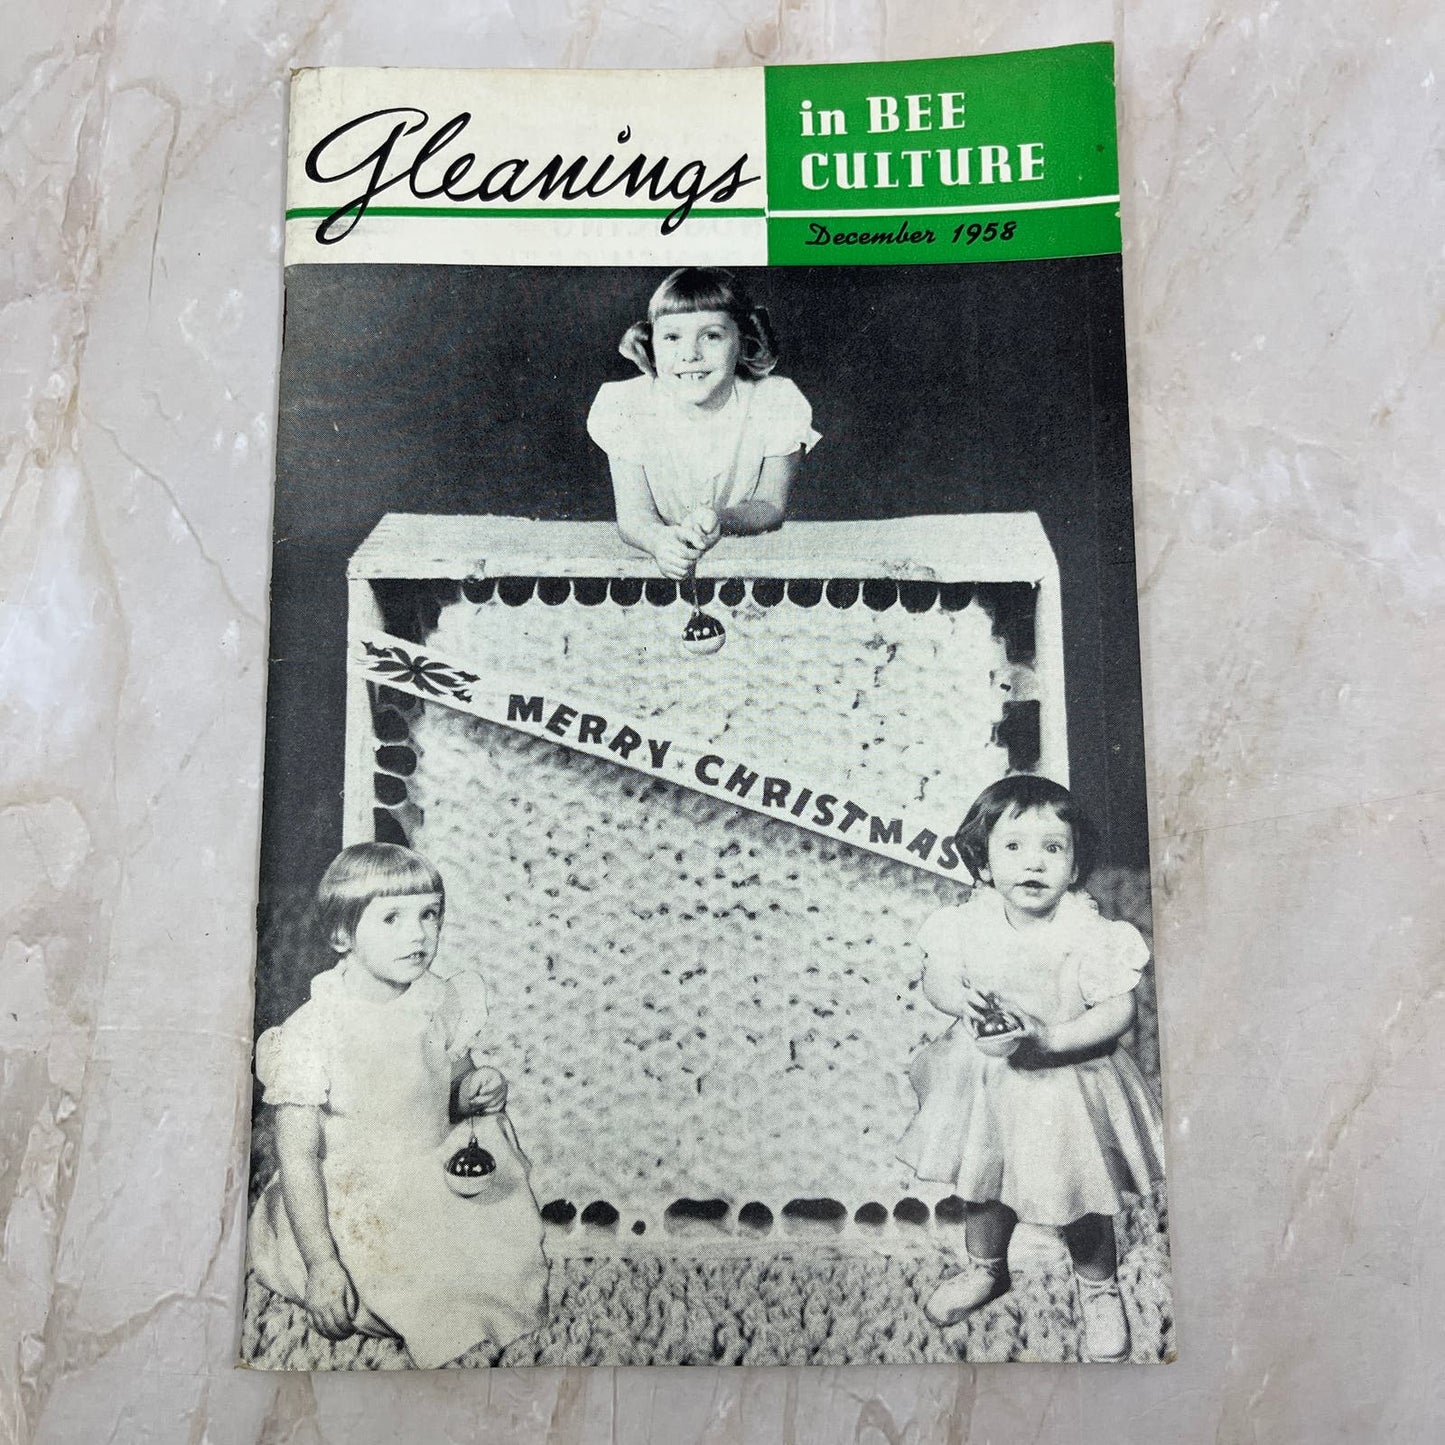 Gleanings
in BEE
CULTURE
December 1958
MERRY CHRISTMAS